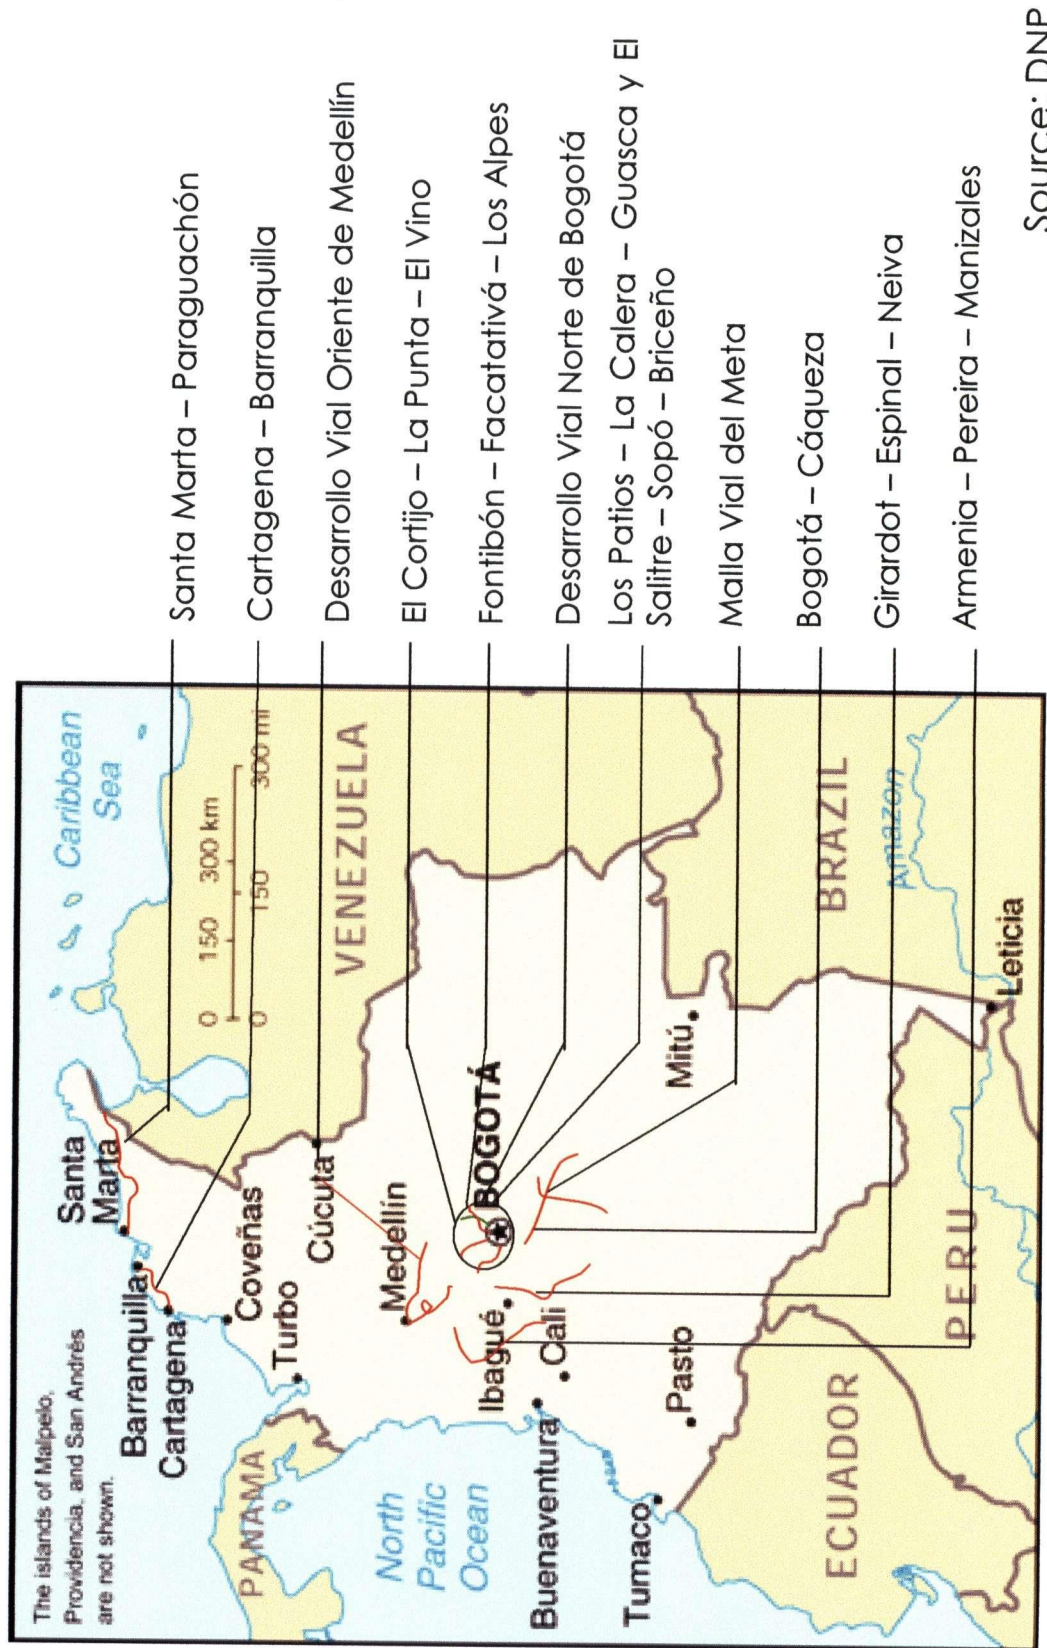 The islands of Malpelo,
Providencia, and San Andrés
are not shown.
Caribbean
Sea
Santa
Marta
Barranquilla
Cartagena
Coveñas
Turbo
PANAMA
0 150 300 km
0 150 300 mi
VENEZUELA
Cúcuta
Medellín
North
Pacific
Ocean
BOGOTÁ
Ibagué
Cali
Buenaventura
Mitú
Pasto
Tumaco
ECUADOR
PERU
BRAZIL
Amazon
Leticia
Santa Marta – Paraguachón
Cartagena – Barranquilla
Desarrollo Vial Oriente de Medellín
El Cortijo – La Punta – El Vino
Fontibón – Facatativá – Los Alpes
Desarrollo Vial Norte de Bogotá
Los Patios – La Calera – Guasca y El
Salitre – Sopó – Briceño
Malla Vial del Meta
Bogotá – Cáqueza
Girardot – Espinal – Neiva
Armenia – Pereira – Manizales
Source: DNP